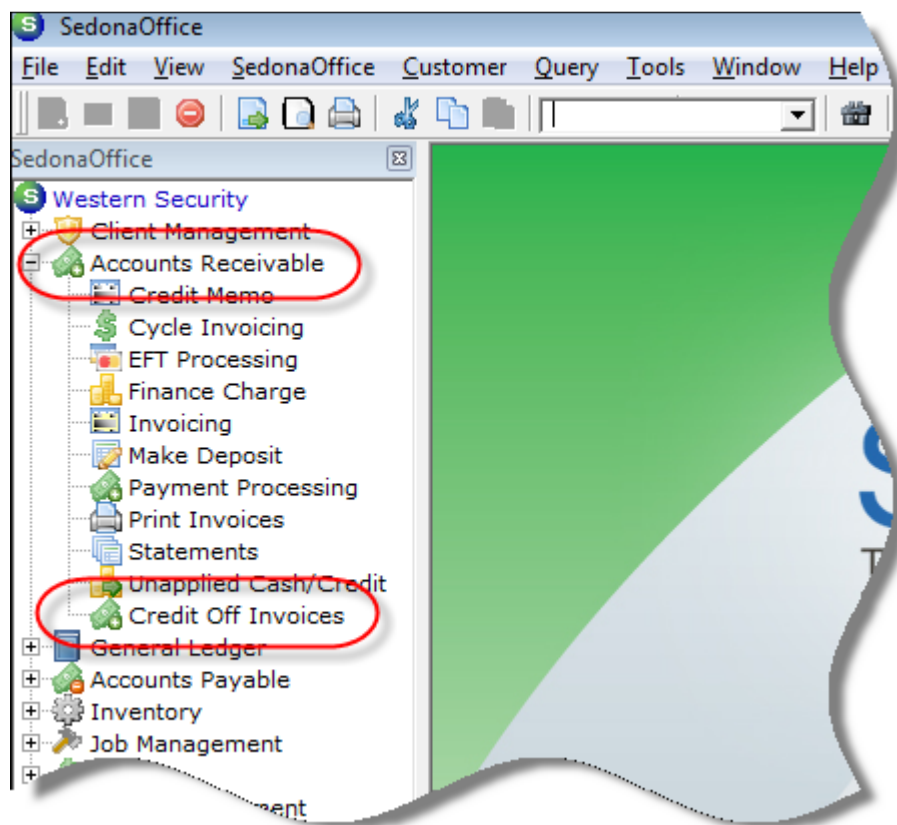 SedonaOffice
File Edit View SedonaOffice Customer Query Tools Window Help
SedonaOffice
Western Security
Client Management
Accounts Receivable
Credit Memo
Cycle Invoicing
EFT Processing
Finance Charge
Invoicing
Make Deposit
Payment Processing
Print Invoices
Statements
Unapplied Cash/Credit
Credit Off Invoices
General Ledger
Accounts Payable
Inventory
Job Management